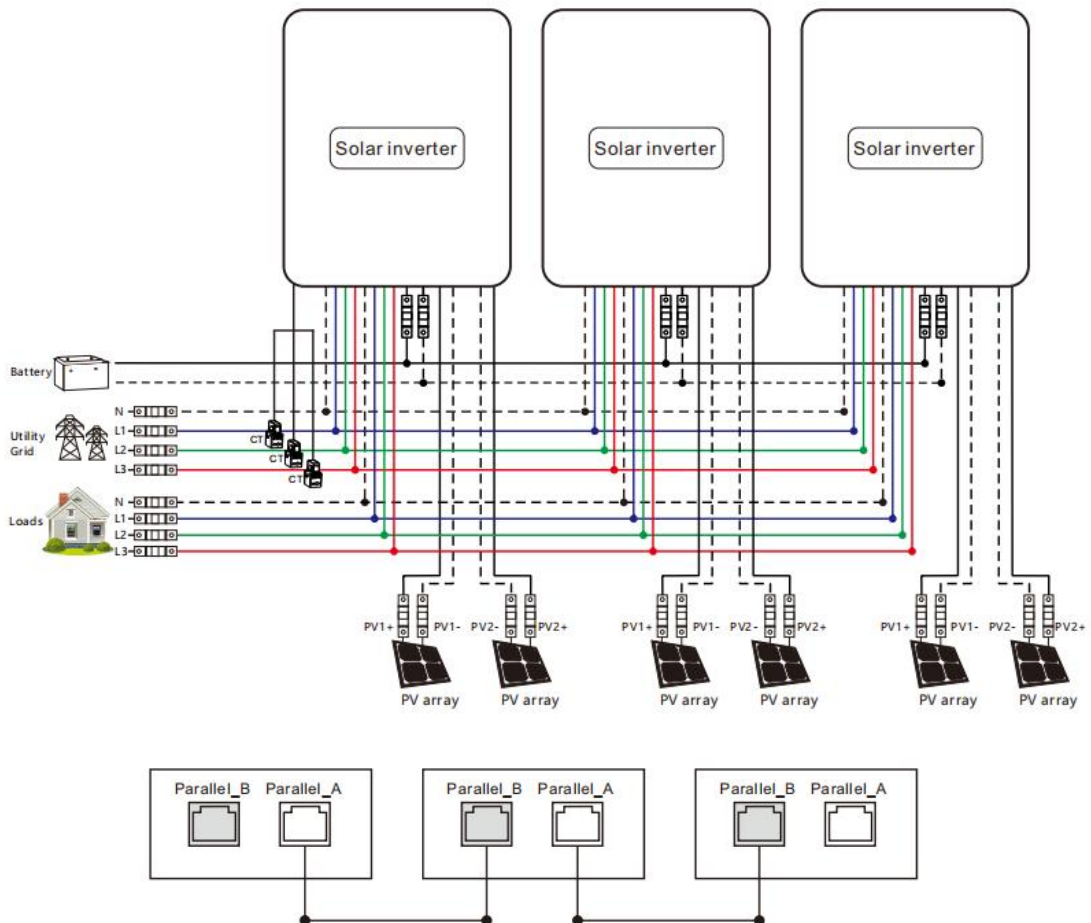 Solar inverter
Solar inverter
Solar inverter
Battery
Utility
Grid
N
L1
L2
L3
CT
CT
CT
Loads
N
L1
L2
L3
PV1+
PV1-
PV2-
PV2+
PV1+
PV1-
PV2-
PV2+
PV1+
PV1-
PV2-
PV2+
PV array
PV array
PV array
PV array
PV array
PV array
Parallel_B
Parallel_A
Parallel_B
Parallel_A
Parallel_B
Parallel_A